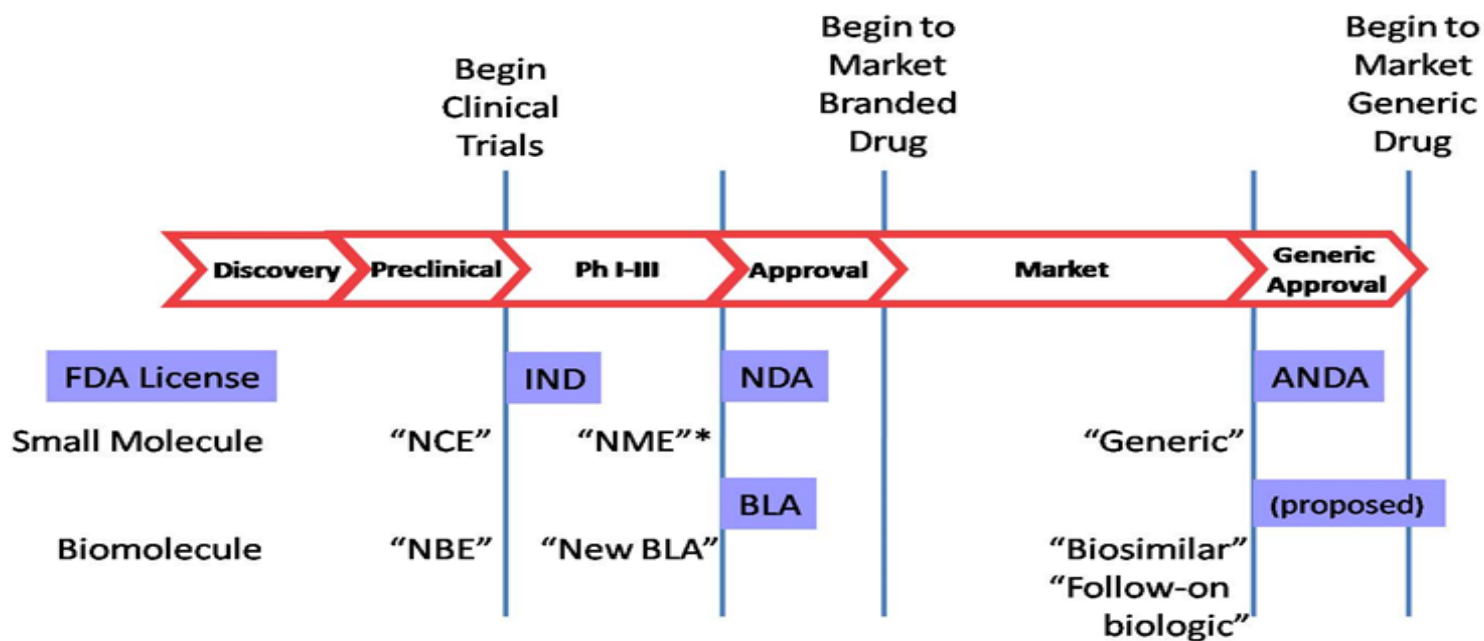 Begin
Clinical
Trials
Begin to
Market
Branded
Drug
Begin to
Market
Generic
Drug
Discovery
Preclinical
Ph I-III
Approval
Market
Generic
Approval
FDA License
IND
NDA
ANDA
Small Molecule
“NCE”
“NME”*
“Generic”
BLA
(proposed)
Biomolecule
“NBE”
“New BLA”
“Biosimilar”
“Follow-on
biologic”